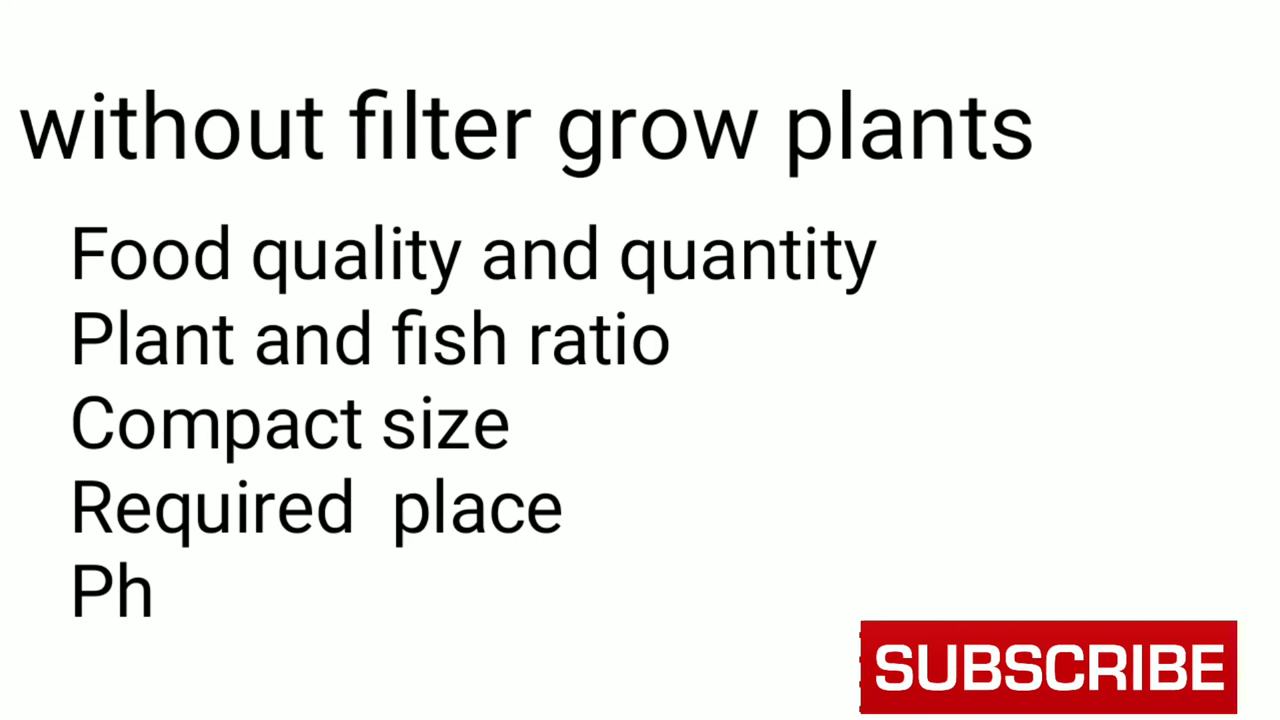 without filter grow plants
Food quality and quantity
Plant and fish ratio
Compact size
Required  place
Ph
SUBSCRIBE